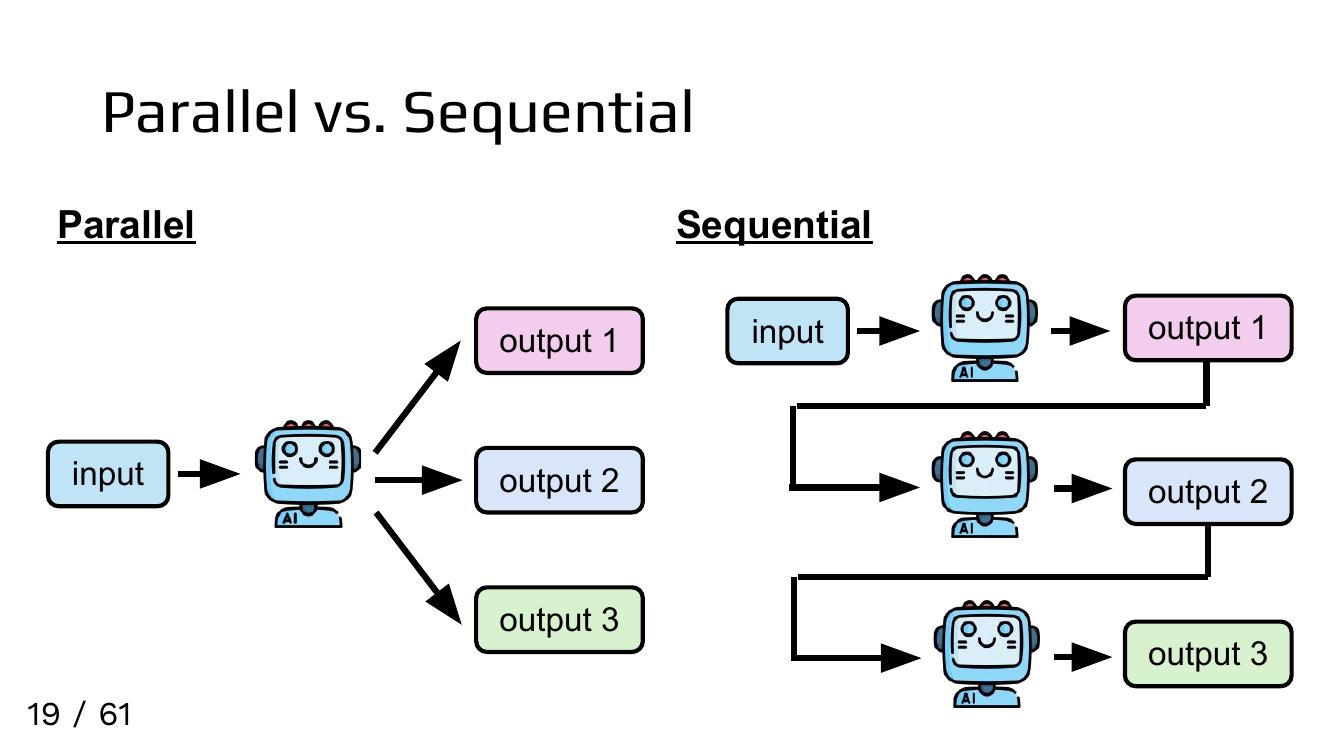 Parallel vs. Sequential
Parallel
input
AI
output 1
output 2
output 3
Sequential
input
AI
output 1
AI
output 2
AI
output 3
19 / 61